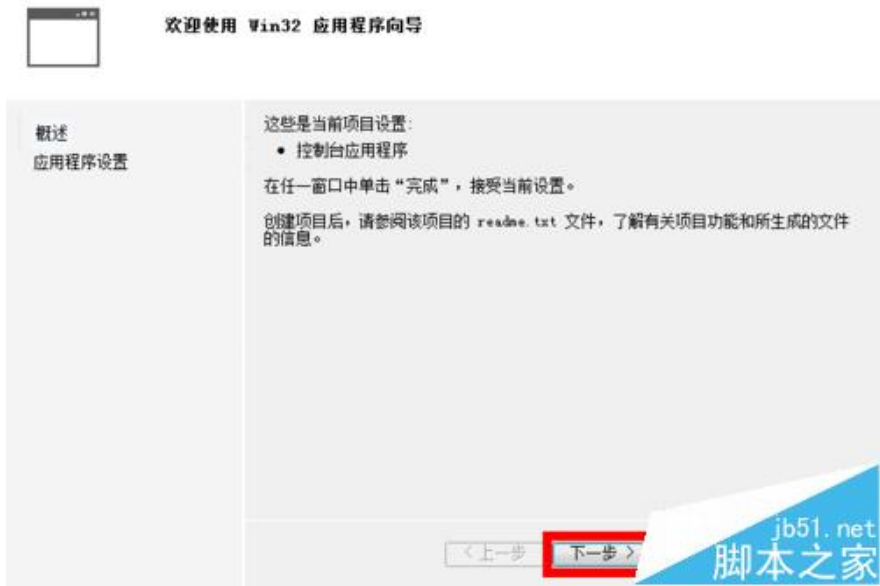 欢迎使用 Win32 应用程序向导
概述
应用程序设置
这些是当前项目设置:
• 控制台应用程序
在任一窗口中单击“完成”，接受当前设置。
创建项目后，请参阅该项目的 readme.txt 文件，了解有关项目功能和所生成的文件
的信息。
< 上一步
下一步 >
jb51.net
脚本之家